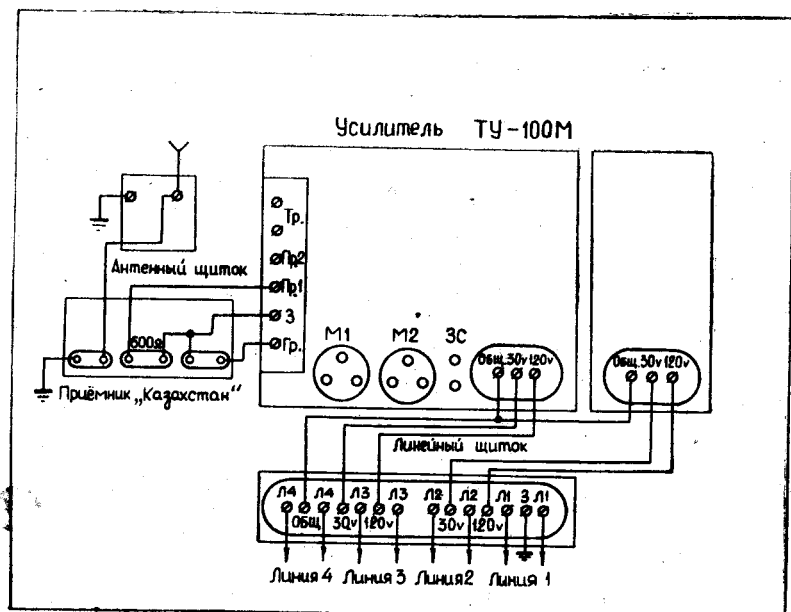 Усилитель ТУ-100М
Тр.
Антенный щиток
Пр2
Пр1
600Ω
З
Гр.
М1
М2
ЗС
Общ. 30v 120v
Общ. 30v 120v
Приёмник „Казахстан"
Линейный щиток
Л4 Л4 Л3 Л3 Л2 Л2 Л1 З Л1
ОБЩ 30v 120v 30v 120v
Линия 4 Линия 3 Линия 2 Линия 1